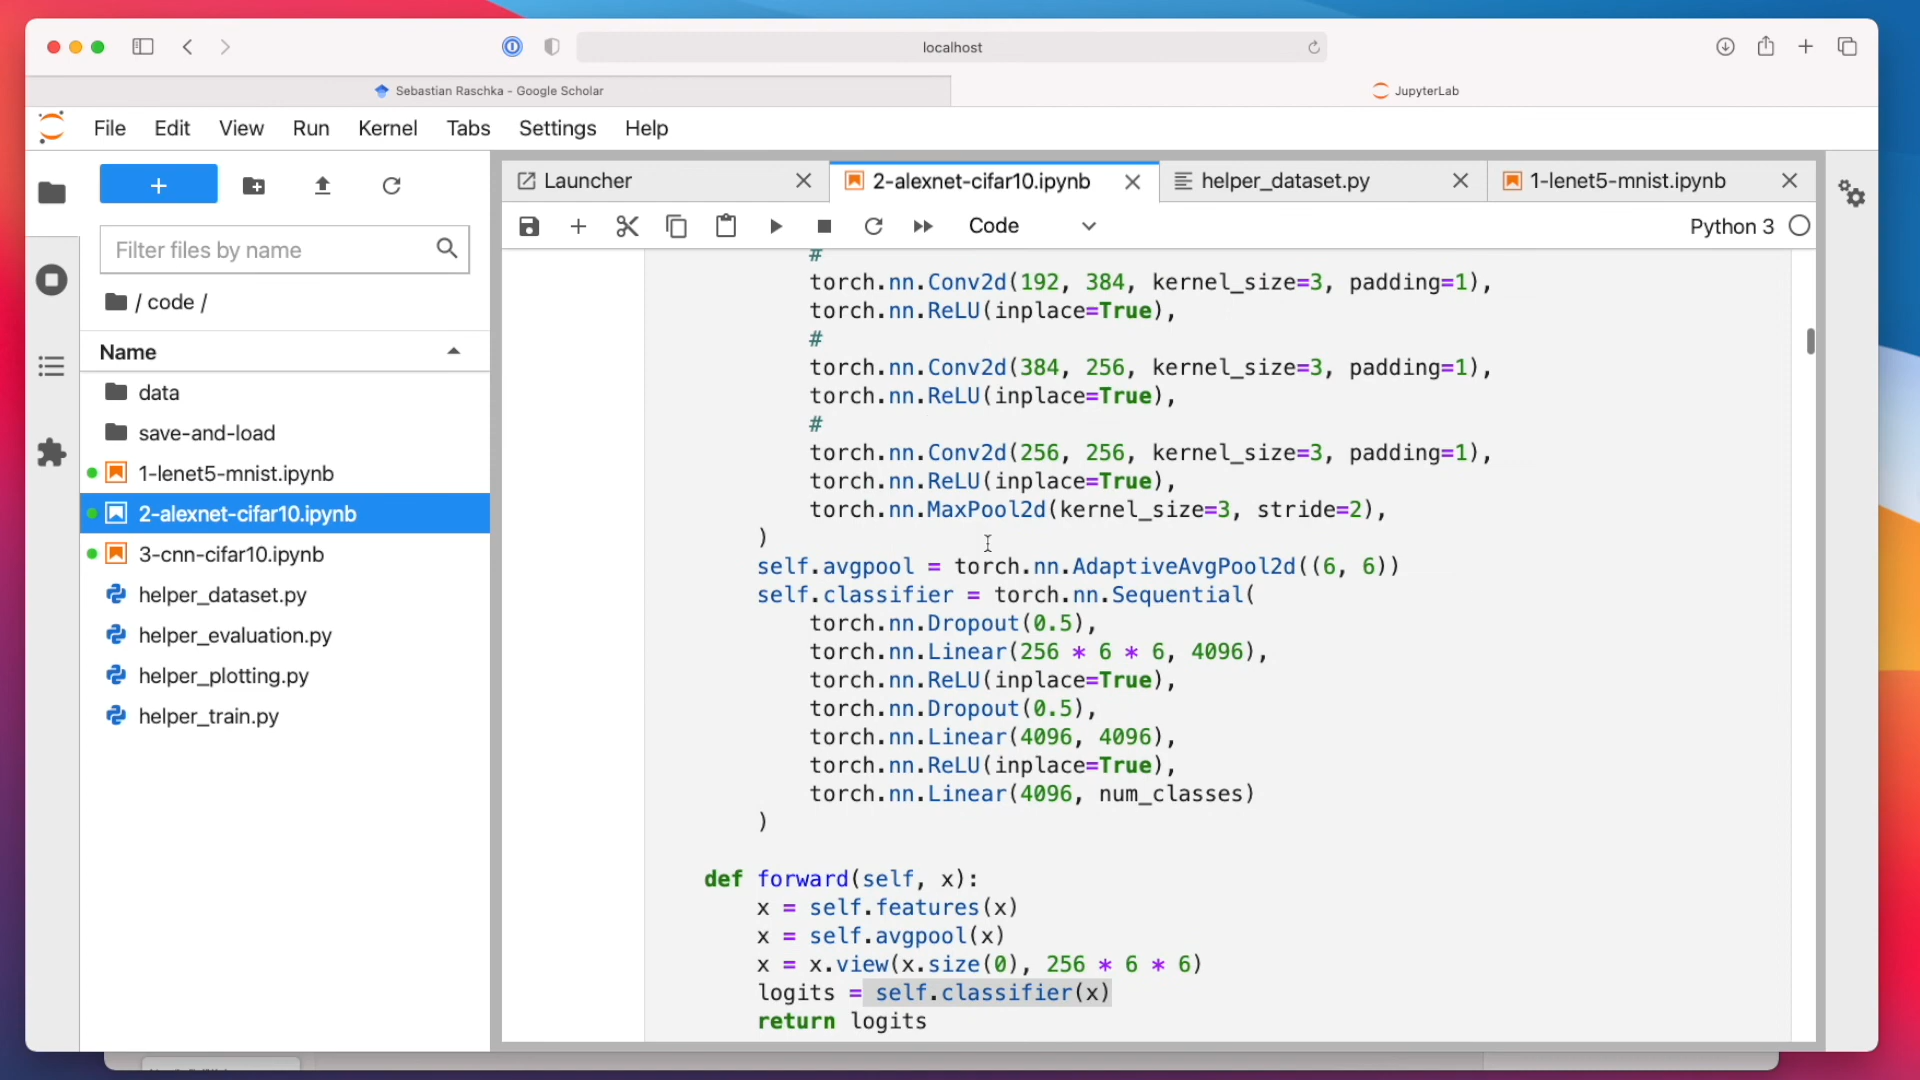 localhost
Sebastian Raschka - Google Scholar
JupyterLab
File Edit View Run Kernel Tabs Settings Help
Launcher
2-alexnet-cifar10.ipynb
helper_dataset.py
1-lenet5-mnist.ipynb
Code
Python 3
Filter files by name
/ code /
Name
data
save-and-load
1-lenet5-mnist.ipynb
2-alexnet-cifar10.ipynb
3-cnn-cifar10.ipynb
helper_dataset.py
helper_evaluation.py
helper_plotting.py
helper_train.py
#
torch.nn.Conv2d(192, 384, kernel_size=3, padding=1),
torch.nn.ReLU(inplace=True),
#
torch.nn.Conv2d(384, 256, kernel_size=3, padding=1),
torch.nn.ReLU(inplace=True),
#
torch.nn.Conv2d(256, 256, kernel_size=3, padding=1),
torch.nn.ReLU(inplace=True),
torch.nn.MaxPool2d(kernel_size=3, stride=2),
)
self.avgpool = torch.nn.AdaptiveAvgPool2d((6, 6))
self.classifier = torch.nn.Sequential(
torch.nn.Dropout(0.5),
torch.nn.Linear(256 * 6 * 6, 4096),
torch.nn.ReLU(inplace=True),
torch.nn.Dropout(0.5),
torch.nn.Linear(4096, 4096),
torch.nn.ReLU(inplace=True),
torch.nn.Linear(4096, num_classes)
)
def forward(self, x):
x = self.features(x)
x = self.avgpool(x)
x = x.view(x.size(0), 256 * 6 * 6)
logits = self.classifier(x)
return logits